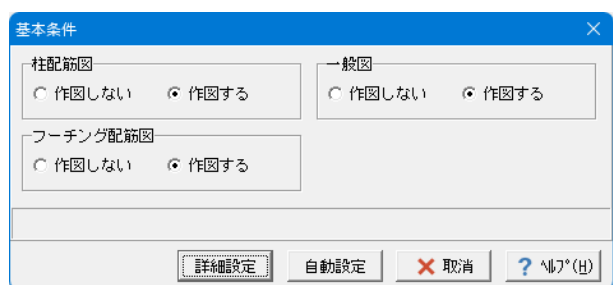 基本条件
柱配筋図
作図しない 作図する
一般図
作図しない 作図する
フーチング配筋図
作図しない 作図する
詳細設定 自動設定 取消 ? ﾍﾙﾌﾟ(H)